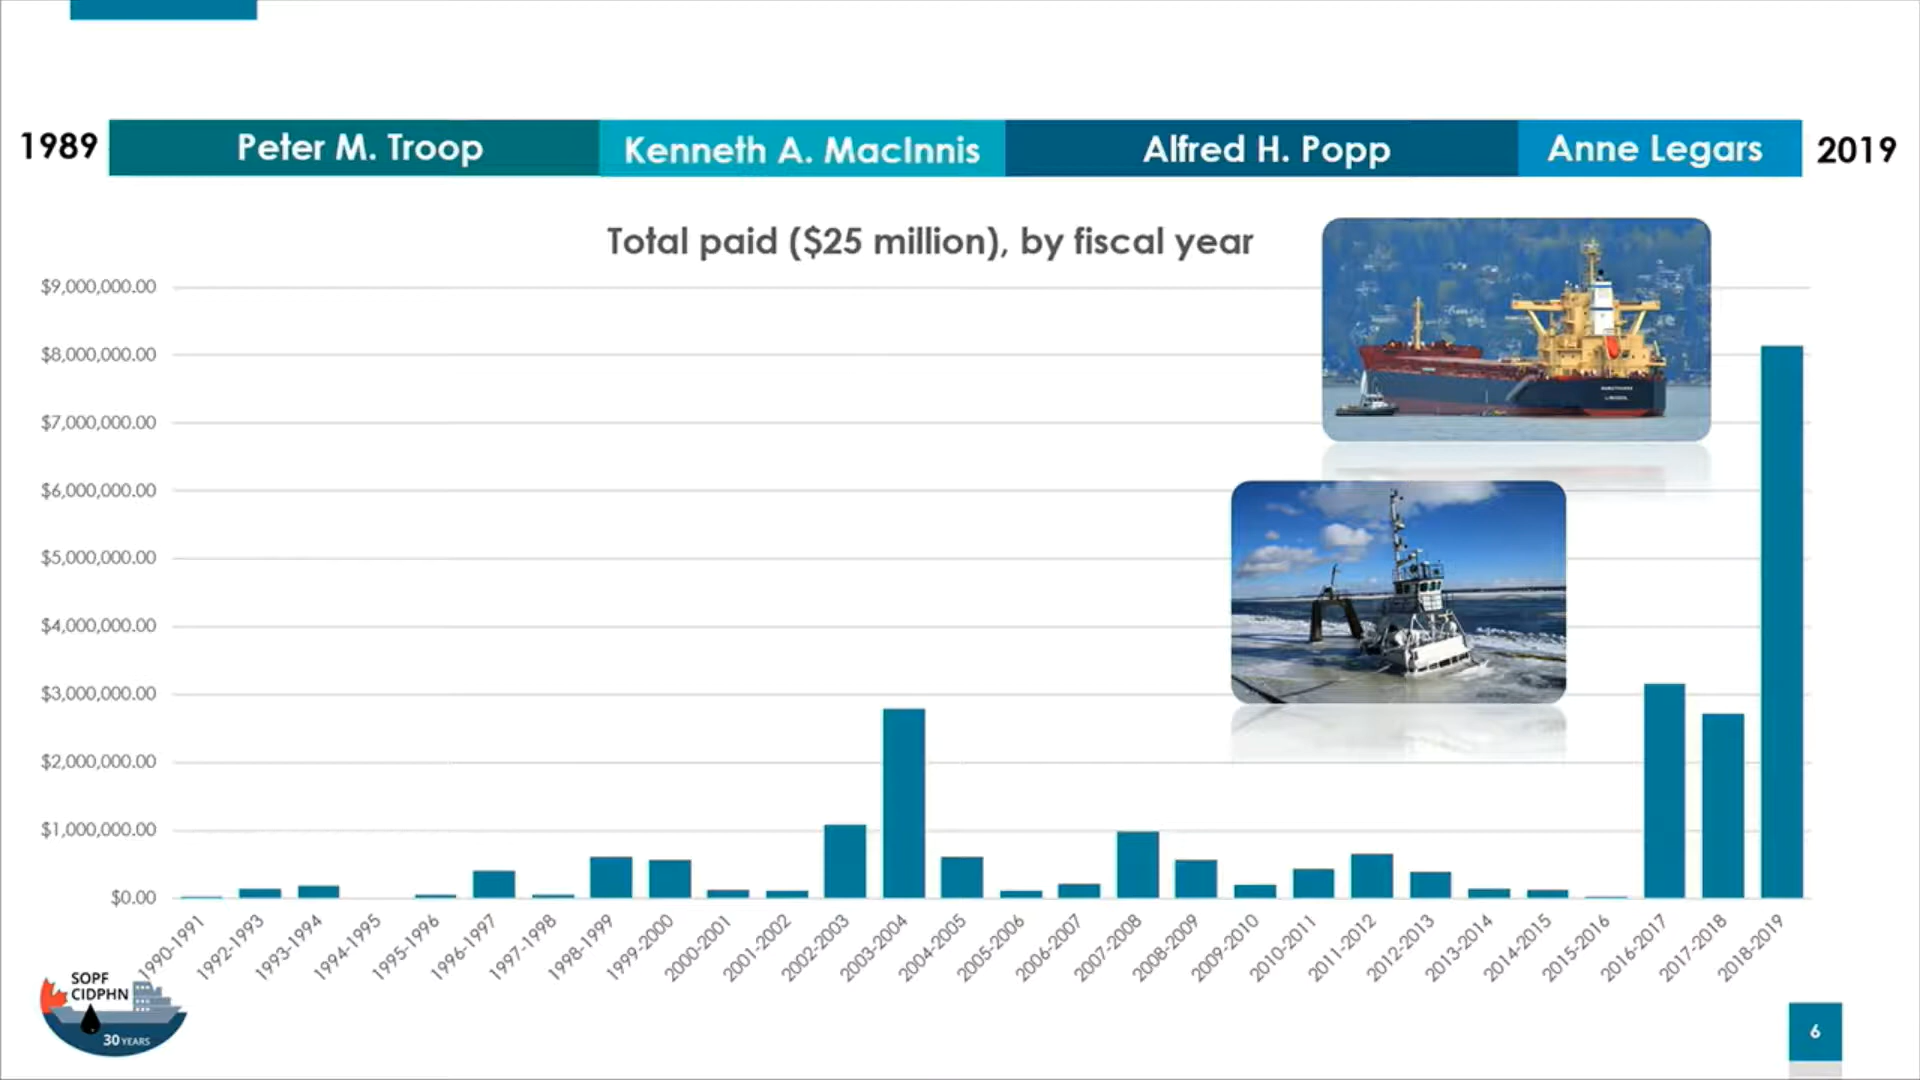 1989 Peter M. Troop Kenneth A. MacInnis Alfred H. Popp Anne Legars 2019
Total paid ($25 million), by fiscal year
$9,000,000.00
$8,000,000.00
$7,000,000.00
$6,000,000.00
$5,000,000.00
$4,000,000.00
$3,000,000.00
$2,000,000.00
$1,000,000.00
$0.00
1990-1991 1992-1993 1993-1994 1994-1995 1995-1996 1996-1997 1997-1998 1998-1999 1999-2000 2000-2001 2001-2002 2002-2003 2003-2004 2004-2005 2005-2006 2006-2007 2007-2008 2008-2009 2009-2010 2010-2011 2011-2012 2012-2013 2013-2014 2014-2015 2015-2016 2016-2017 2017-2018 2018-2019
SOPF
CIDPHN
30 YEARS
6